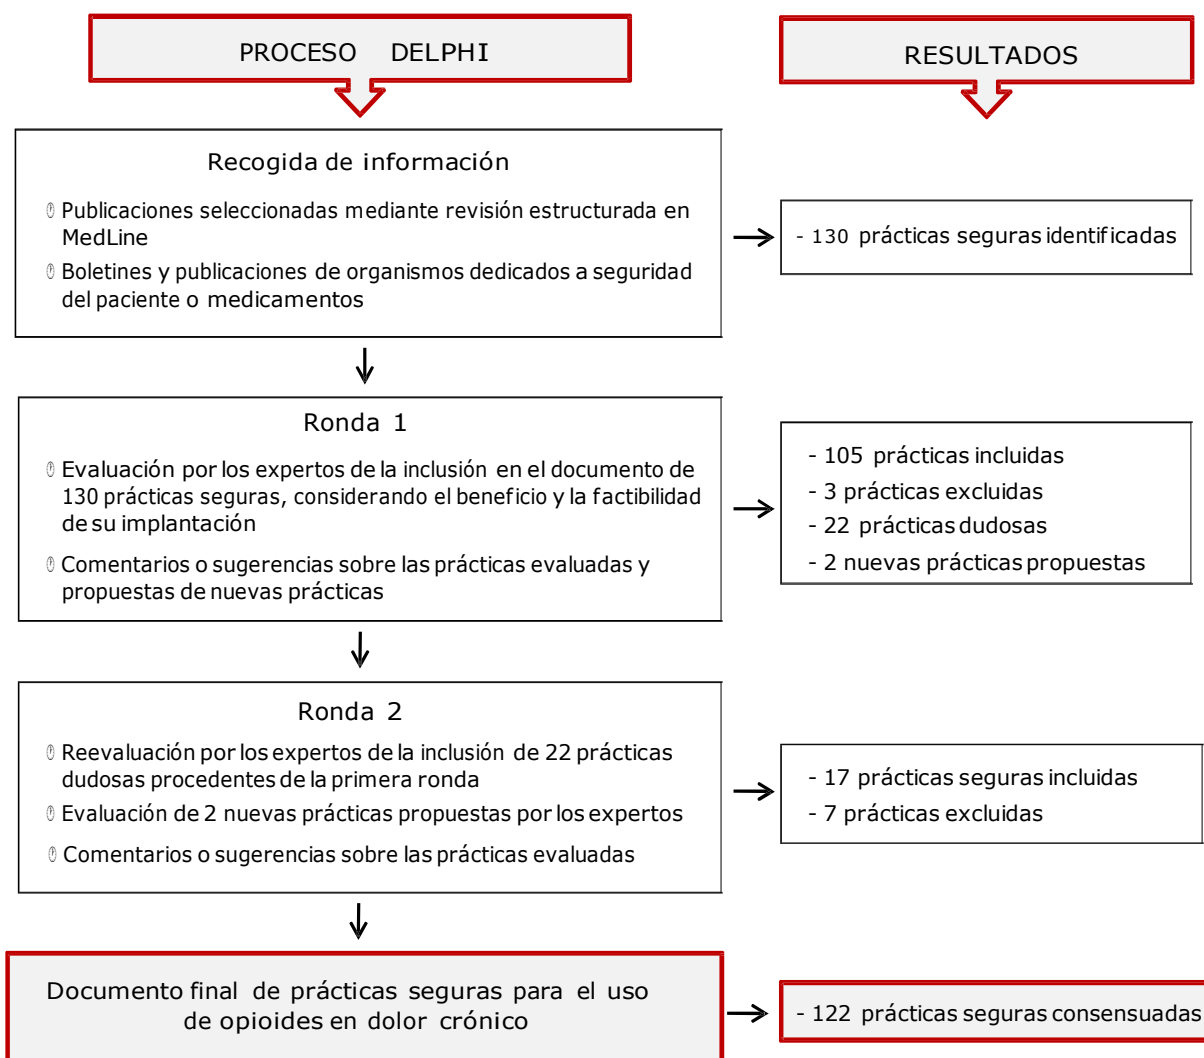 PROCESO DELPHI
RESULTADOS
Recogida de información
Publicaciones seleccionadas mediante revisión estructurada en
MedLine
Boletines y publicaciones de organismos dedicados a seguridad
del paciente o medicamentos
- 130 prácticas seguras identificadas
Ronda 1
Evaluación por los expertos de la inclusión en el documento de
130 prácticas seguras, considerando el beneficio y la factibilidad
de su implantación
Comentarios o sugerencias sobre las prácticas evaluadas y
propuestas de nuevas prácticas
- 105 prácticas incluidas
- 3 prácticas excluidas
- 22 prácticas dudosas
- 2 nuevas prácticas propuestas
Ronda 2
Reevaluación por los expertos de la inclusión de 22 prácticas
dudosas procedentes de la primera ronda
Evaluación de 2 nuevas prácticas propuestas por los expertos
Comentarios o sugerencias sobre las prácticas evaluadas
- 17 prácticas seguras incluidas
- 7 prácticas excluidas
Documento final de prácticas seguras para el uso
de opioides en dolor crónico
- 122 prácticas seguras consensuadas